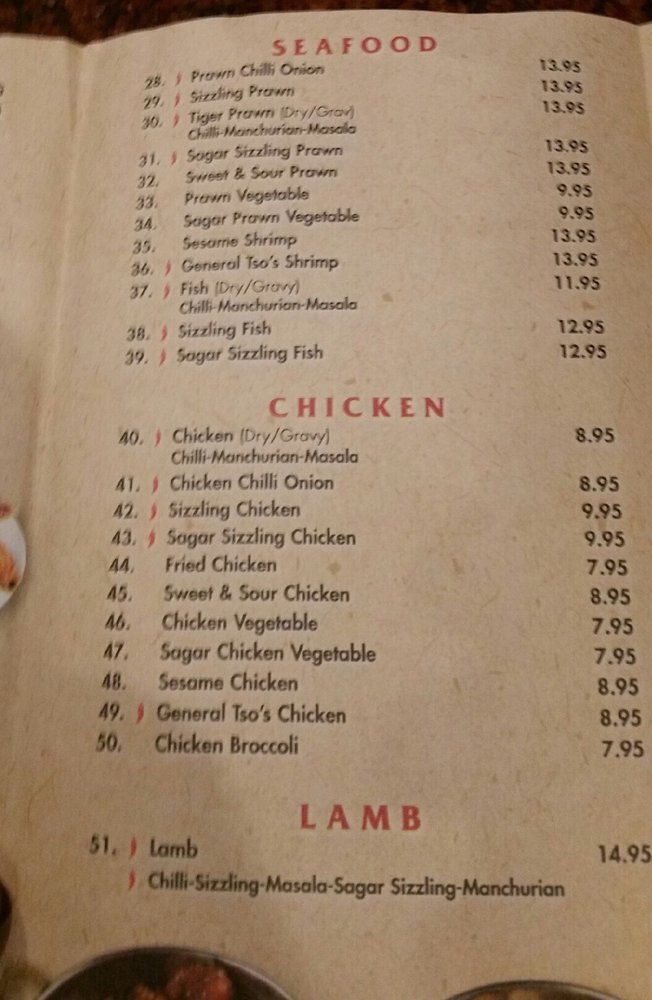 SEAFOOD
28. Prawn Chilli Onion 13.95
29. Sizzling Prawn 13.95
30. Tiger Prawn (Dry/Grav) 13.95
Chilli-Manchurian-Masala
31. Sagar Sizzling Prawn 13.95
32. Sweet & Sour Prawn 13.95
33. Prawn Vegetable 9.95
34. Sagar Prawn Vegetable 9.95
35. Sesame Shrimp 13.95
36. General Tso's Shrimp 13.95
37. Fish (Dry/Gravy) 11.95
Chilli-Manchurian-Masala
38. Sizzling Fish 12.95
39. Sagar Sizzling Fish 12.95
CHICKEN
40. Chicken (Dry/Gravy) 8.95
Chilli-Manchurian-Masala
41. Chicken Chilli Onion 8.95
42. Sizzling Chicken 9.95
43. Sagar Sizzling Chicken 9.95
44. Fried Chicken 7.95
45. Sweet & Sour Chicken 8.95
46. Chicken Vegetable 7.95
47. Sagar Chicken Vegetable 7.95
48. Sesame Chicken 8.95
49. General Tso's Chicken 8.95
50. Chicken Broccoli 7.95
LAMB
51. Lamb 14.95
Chilli-Sizzling-Masala-Sagar Sizzling-Manchurian